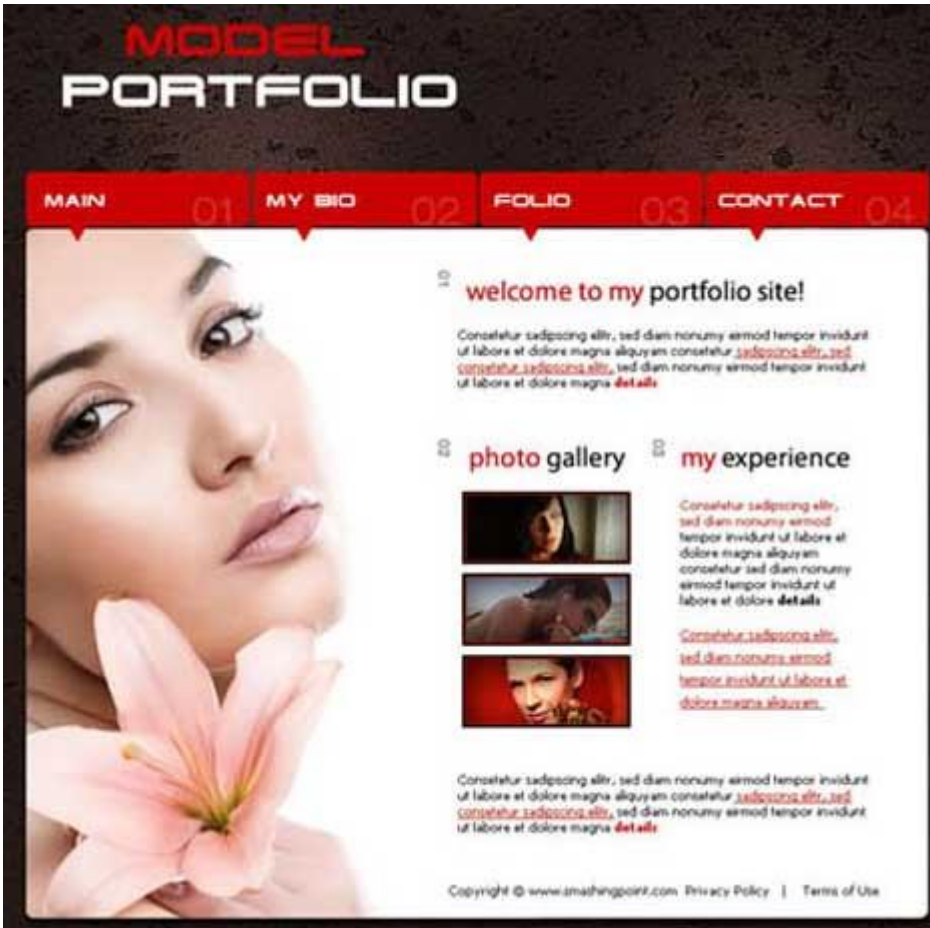 MODEL
PORTFOLIO
MAIN 01
MY BIO 02
FOLIO 03
CONTACT 04
01
welcome to my portfolio site!
Consetetur sadipscing elitr, sed diam nonumy eirmod tempor invidunt
ut labore et dolore magna aliquyam consetetur sadipscing elitr, sed
consetetur sadipscing elitr, sed diam nonumy eirmod tempor invidunt
ut labore et dolore magna details
02
photo gallery
03
my experience
Consetetur sadipscing elitr,
sed diam nonumy eirmod
tempor invidunt ut labore et
dolore magna aliquyam
consetetur sed diam nonumy
eirmod tempor invidunt ut
labore et dolore details
Consetetur sadipscing elitr,
sed diam nonumy eirmod
tempor invidunt ut labore et
dolore magna aliquyam
Consetetur sadipscing elitr, sed diam nonumy eirmod tempor invidunt
ut labore et dolore magna aliquyam consetetur sadipscing elitr, sed
consetetur sadipscing elitr, sed diam nonumy eirmod tempor invidunt
ut labore et dolore magna details
Copyright @ www.smashingpoint.com Privacy Policy | Terms of Use